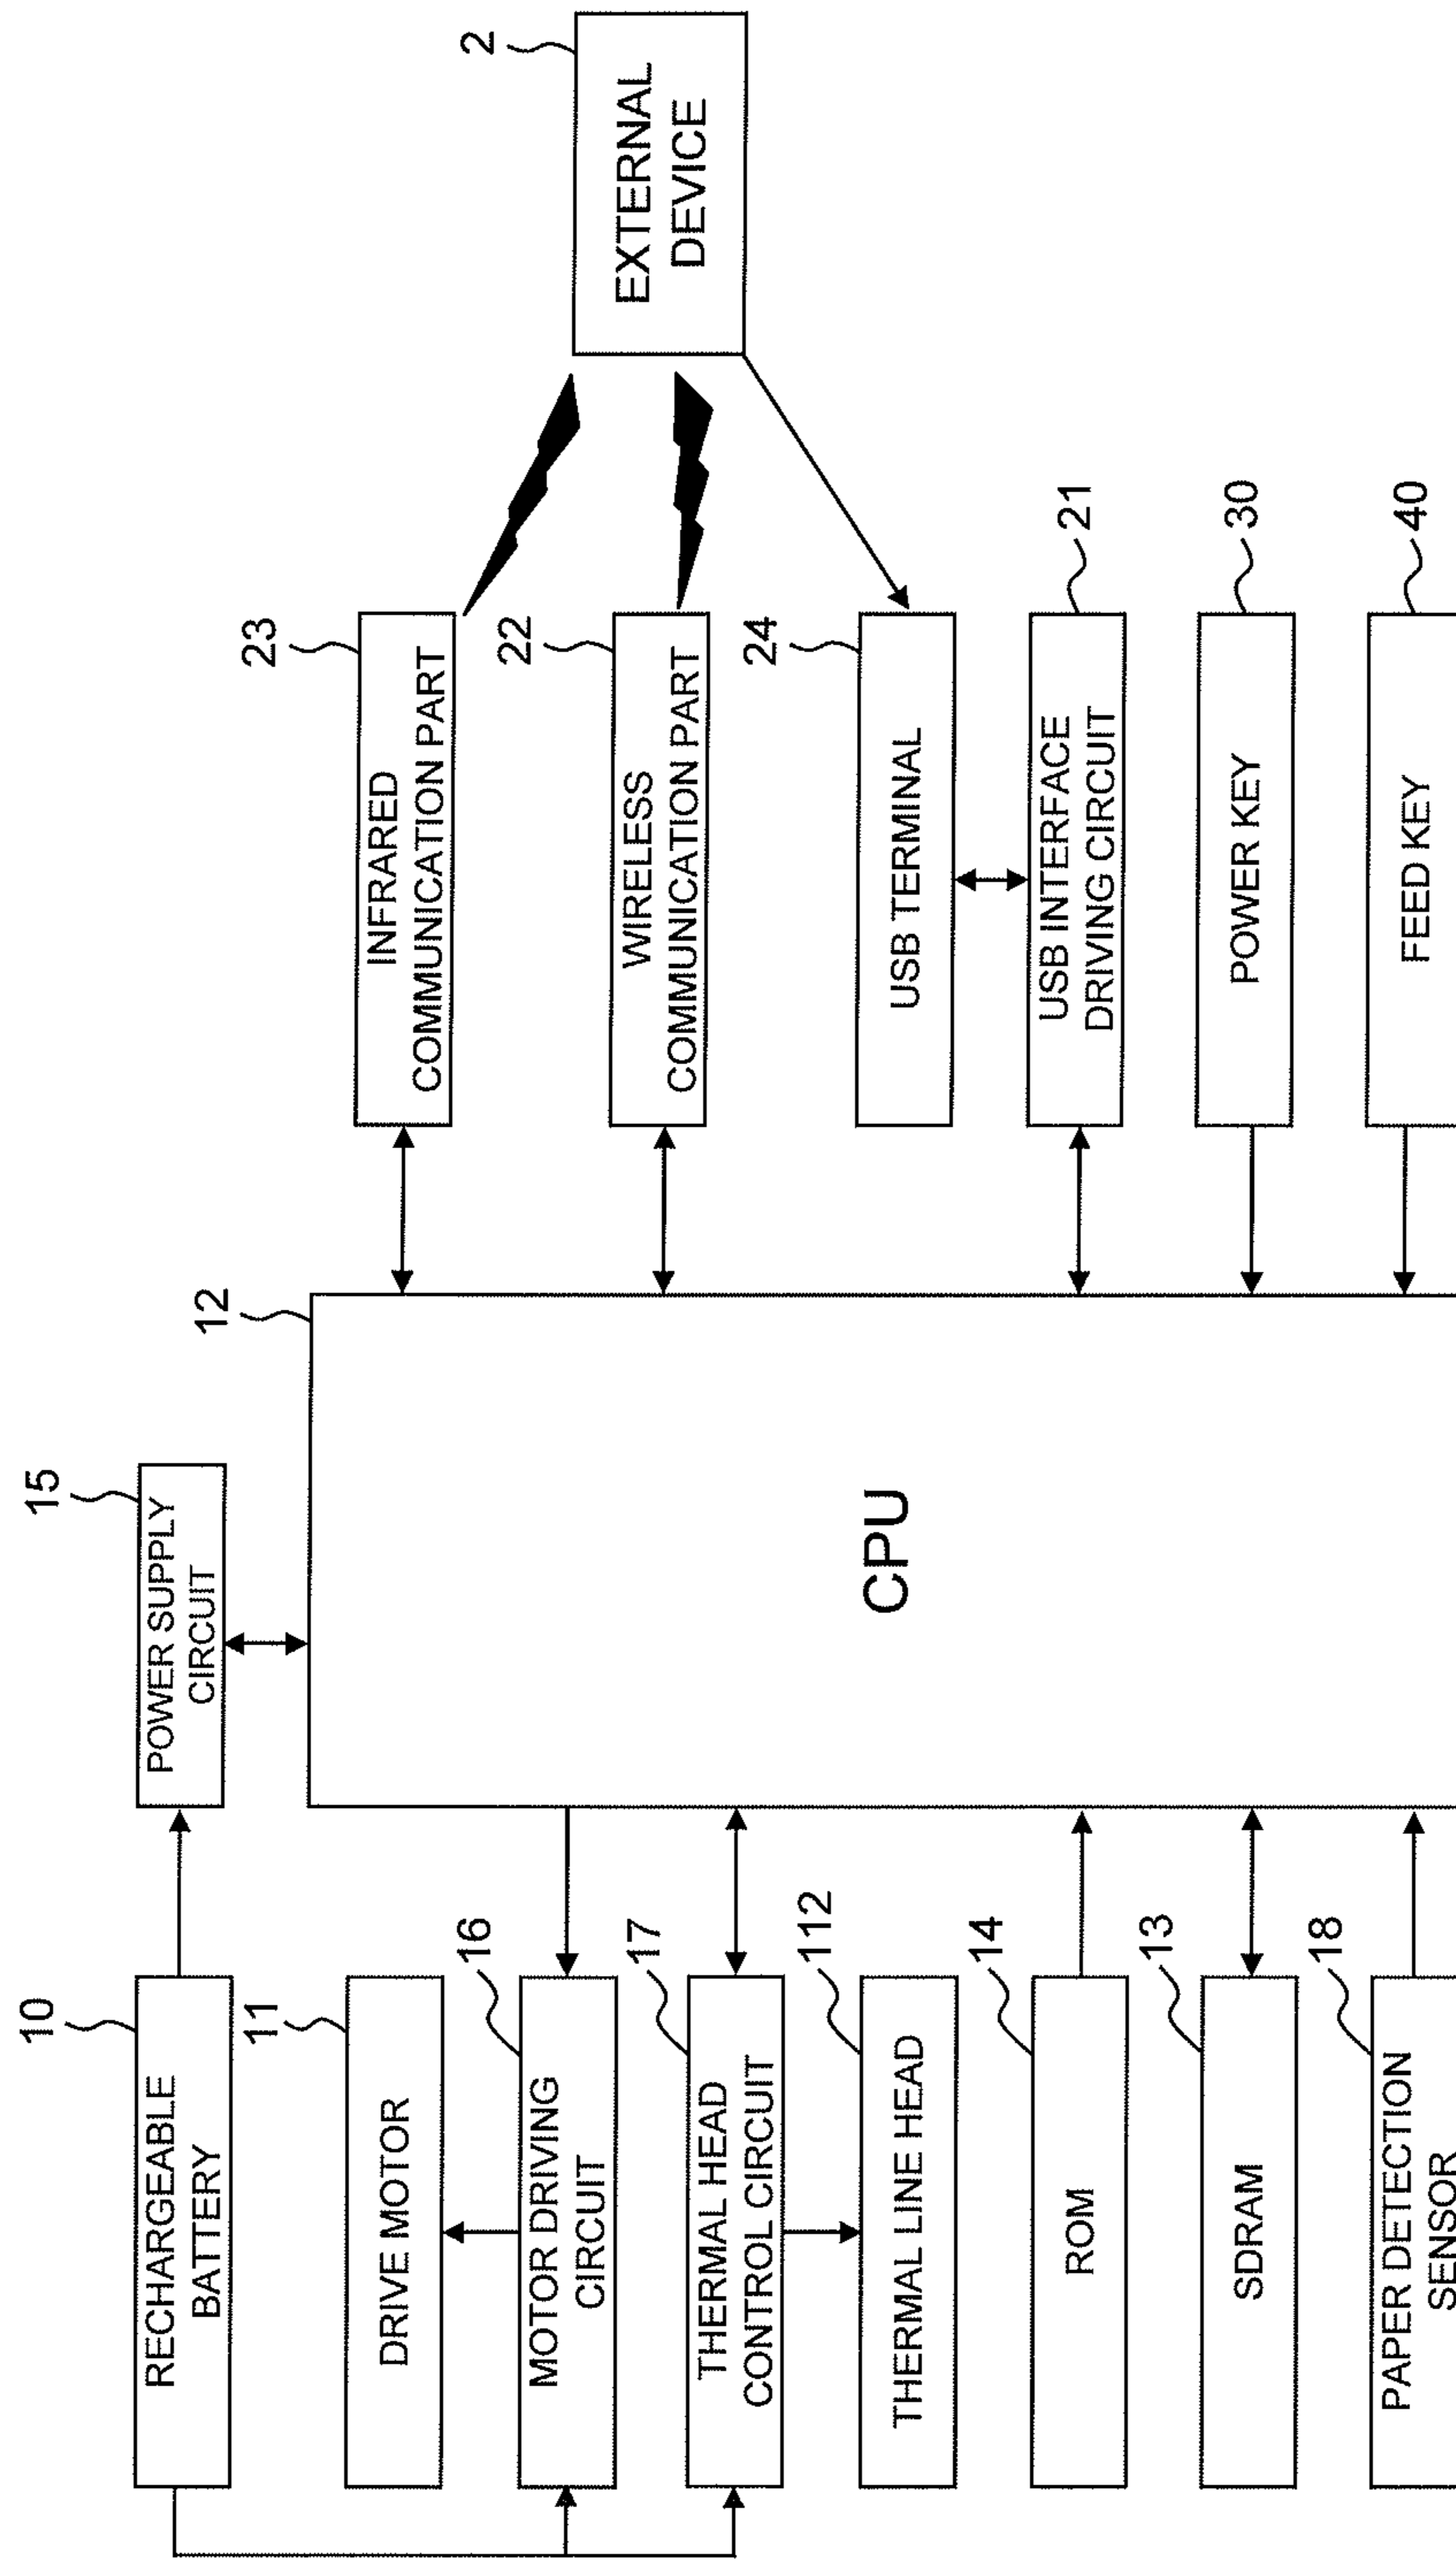 10
RECHARGEABLE
BATTERY
15
POWER SUPPLY
CIRCUIT
11
DRIVE MOTOR
16
MOTOR DRIVING
CIRCUIT
17
THERMAL HEAD
CONTROL CIRCUIT
112
THERMAL LINE HEAD
14
ROM
13
SDRAM
18
PAPER DETECTION
SENSOR
12
CPU
23
INFRARED
COMMUNICATION PART
22
WIRELESS
COMMUNICATION PART
24
USB TERMINAL
USB INTERFACE
DRIVING CIRCUIT
21
POWER KEY
30
FEED KEY
40
2
EXTERNAL
DEVICE